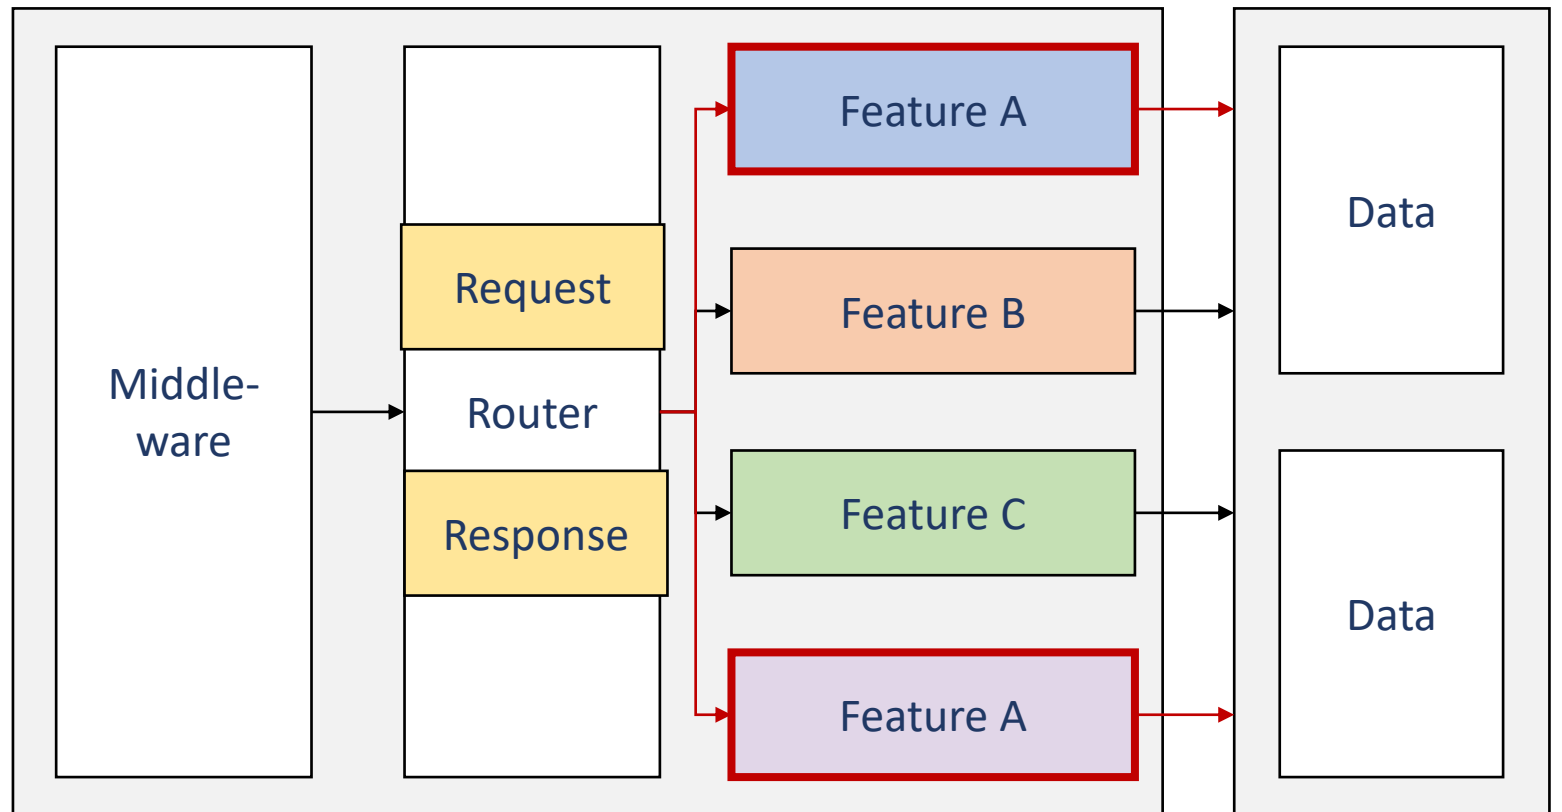 Middle-
ware
Request
Router
Response
Feature A
Feature B
Feature C
Feature A
Data
Data